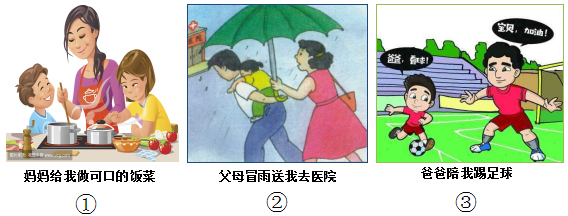 爸爸，看球！
宝贝，加油！
妈妈给我做可口的饭菜
父母冒雨送我去医院
爸爸陪我踢足球
①
②
③